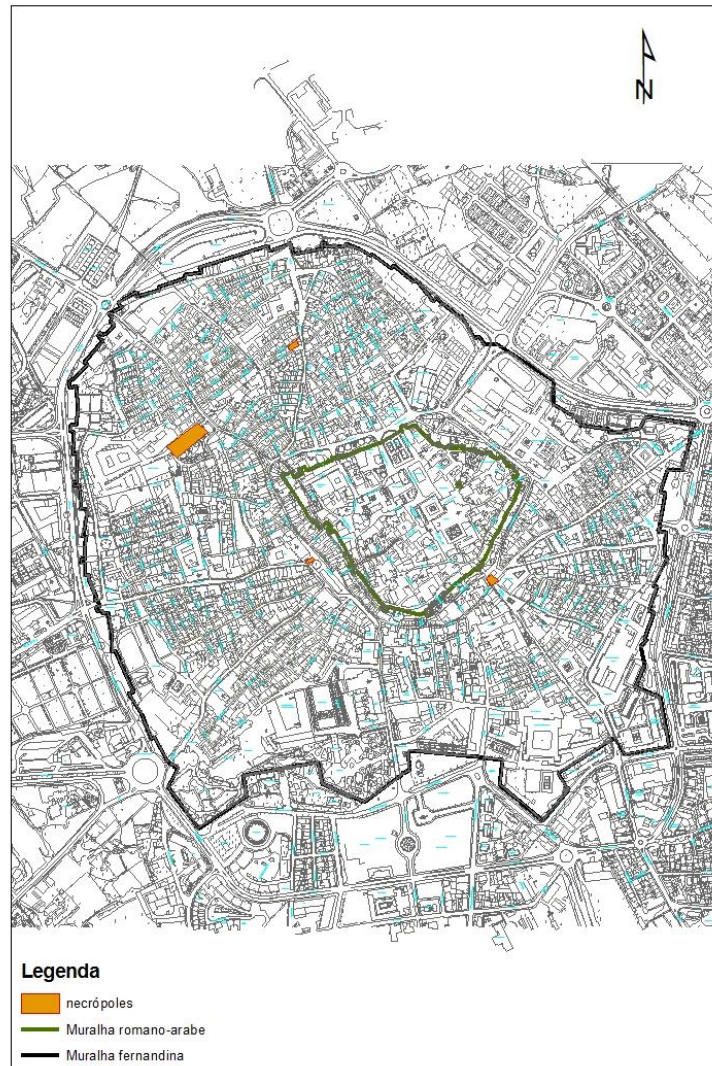 N
Legenda
necrópoles
Muralha romano-arabe
Muralha fernandina